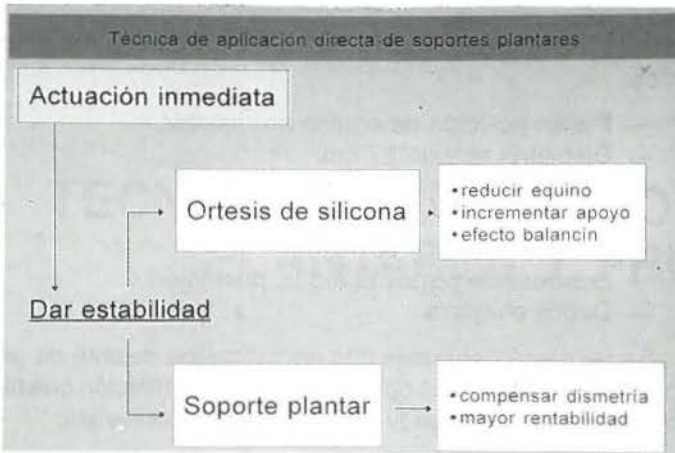 Técnica de aplicación directa de soportes plantares
Actuación inmediata
Ortesis de silicona
•reducir equino
•incrementar apoyo
•efecto balancín
Dar estabilidad
Soporte plantar
•compensar dismetría
•mayor rentabilidad